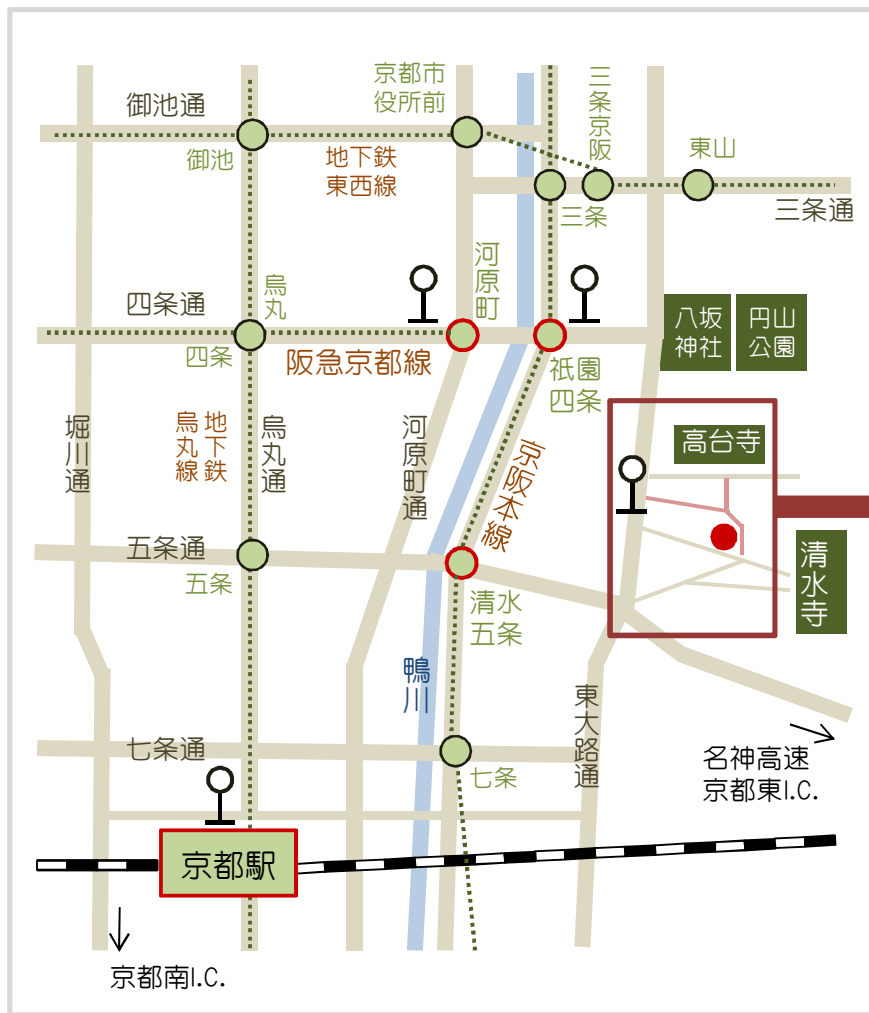 京都市
役所前
三条京阪
御池通
御池
地下鉄
東西線
東山
三条
三条通
河原町
烏丸
四条通
四条
阪急京都線
祇園
四条
八坂
神社
円山
公園
堀川通
地下鉄
烏丸線
烏丸通
河原町通
京阪本線
高台寺
五条通
五条
清水
五条
清水寺
鴨川
東大路通
七条通
七条
名神高速
京都東I.C.
京都駅
京都南I.C.